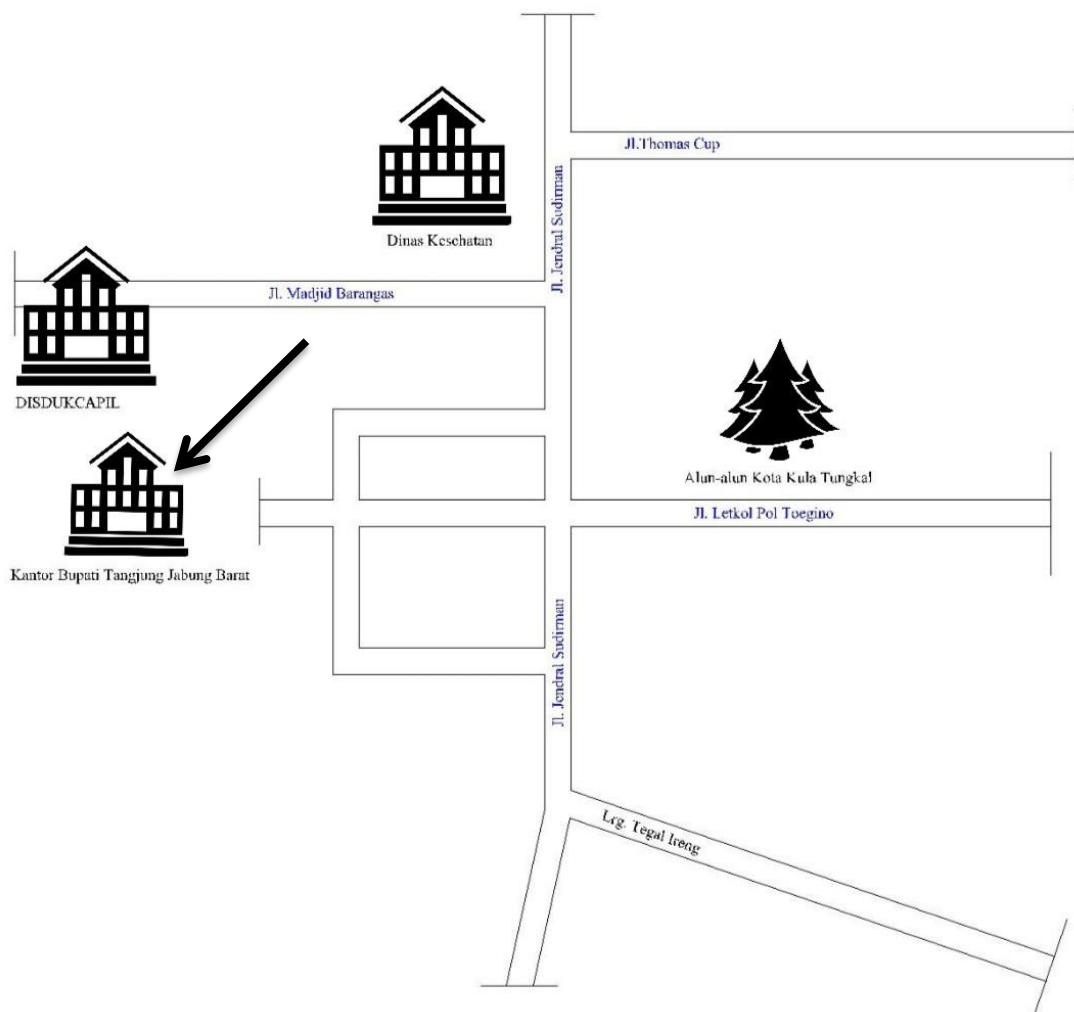 Jl.Thomas Cup
Jl. Jendral Sudirman
Dinas Kesehatan
Jl. Madjid Barangas
DISDUKCAPIL
Alun-alun Kota Kula Tungkal
Jl. Letkol Pol Toegino
Kantor Bupati Tangjung Jabung Barat
Jl. Jendral Sudirman
Lrg. Tegal Ireng